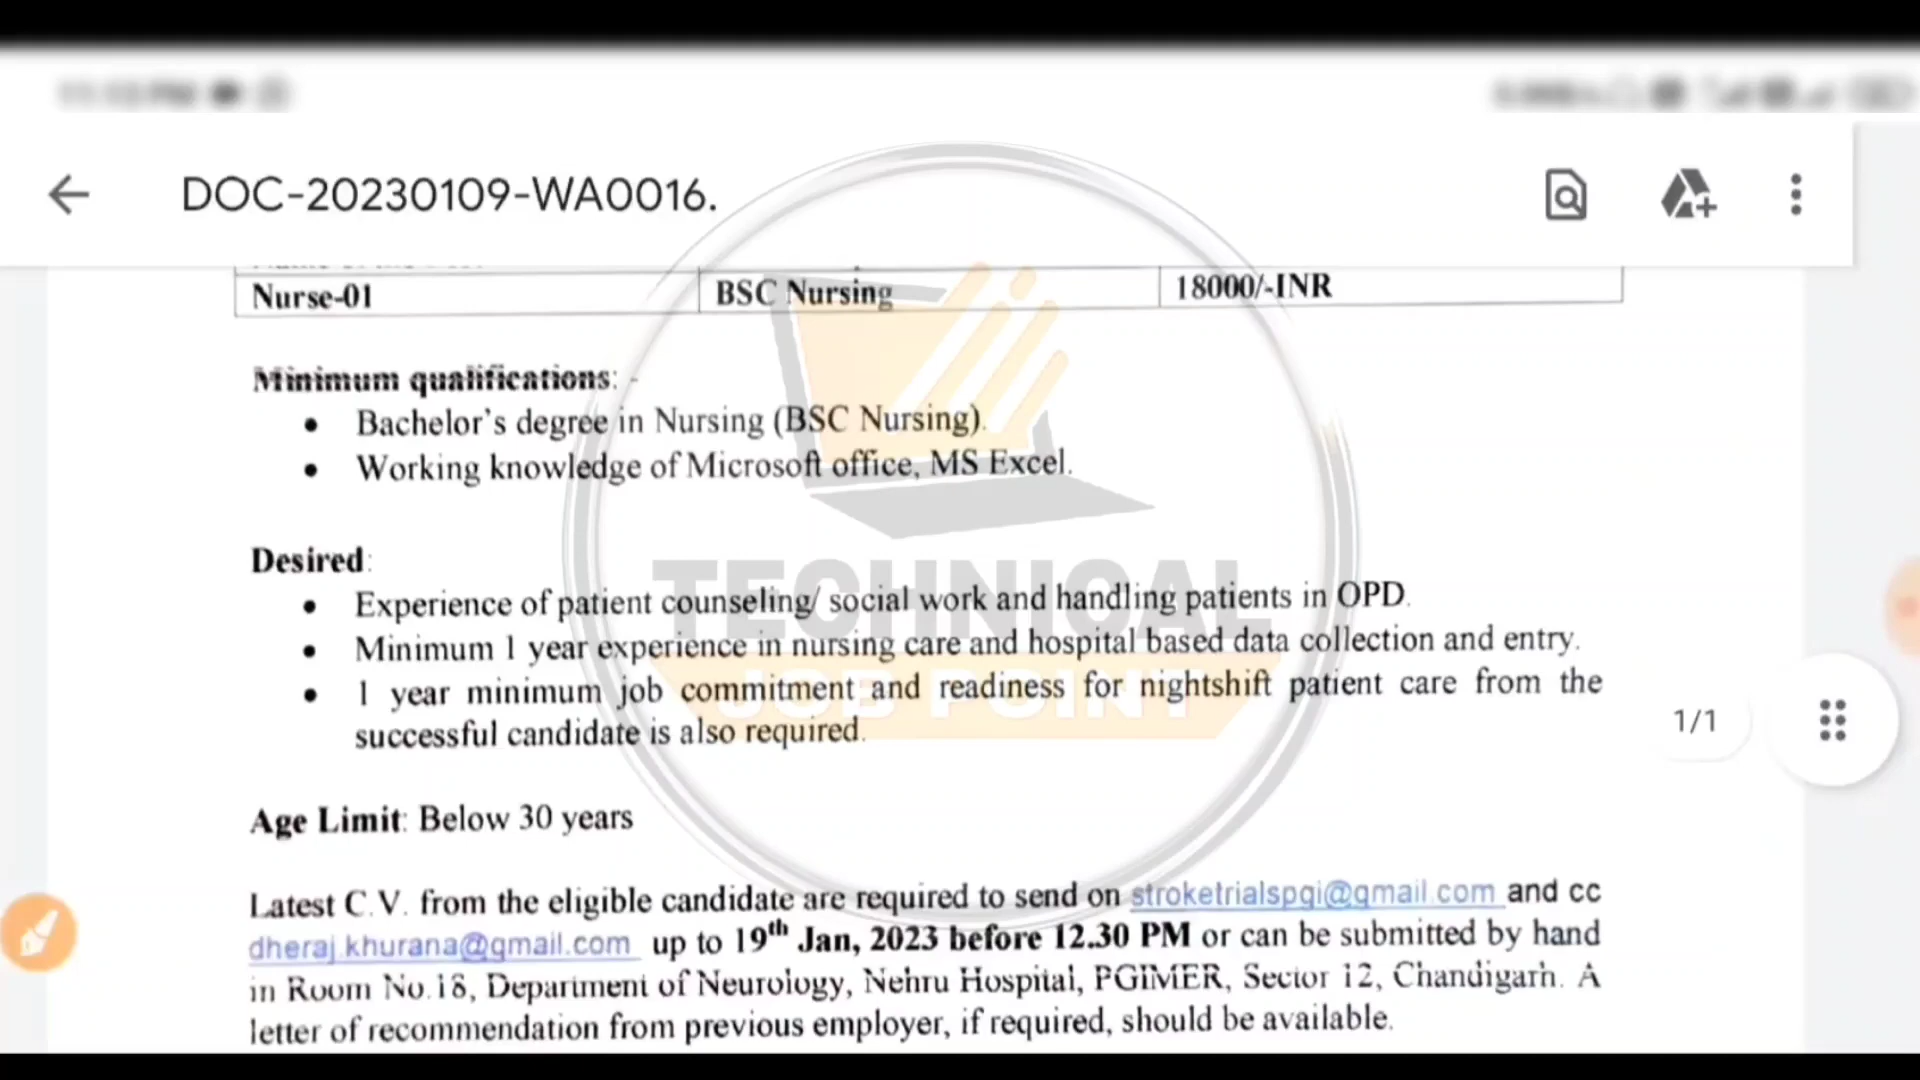 DOC-20230109-WA0016.
Nurse-01 BSC Nursing 18000/-INR
Minimum qualifications: -
• Bachelor's degree in Nursing (BSC Nursing).
• Working knowledge of Microsoft office, MS Excel.
Desired:
• Experience of patient counseling/ social work and handling patients in OPD.
• Minimum 1 year experience in nursing care and hospital based data collection and entry.
• 1 year minimum job commitment and readiness for nightshift patient care from the
successful candidate is also required.
1/1
TECHNICAL
JOB POINT
Age Limit: Below 30 years
Latest C.V. from the eligible candidate are required to send on stroketrialspgi@gmail.com and cc
dheraj.khurana@gmail.com up to 19th Jan, 2023 before 12.30 PM or can be submitted by hand
in Room No.18, Department of Neurology, Nehru Hospital, PGIMER, Sector 12, Chandigarh. A
letter of recommendation from previous employer, if required, should be available.